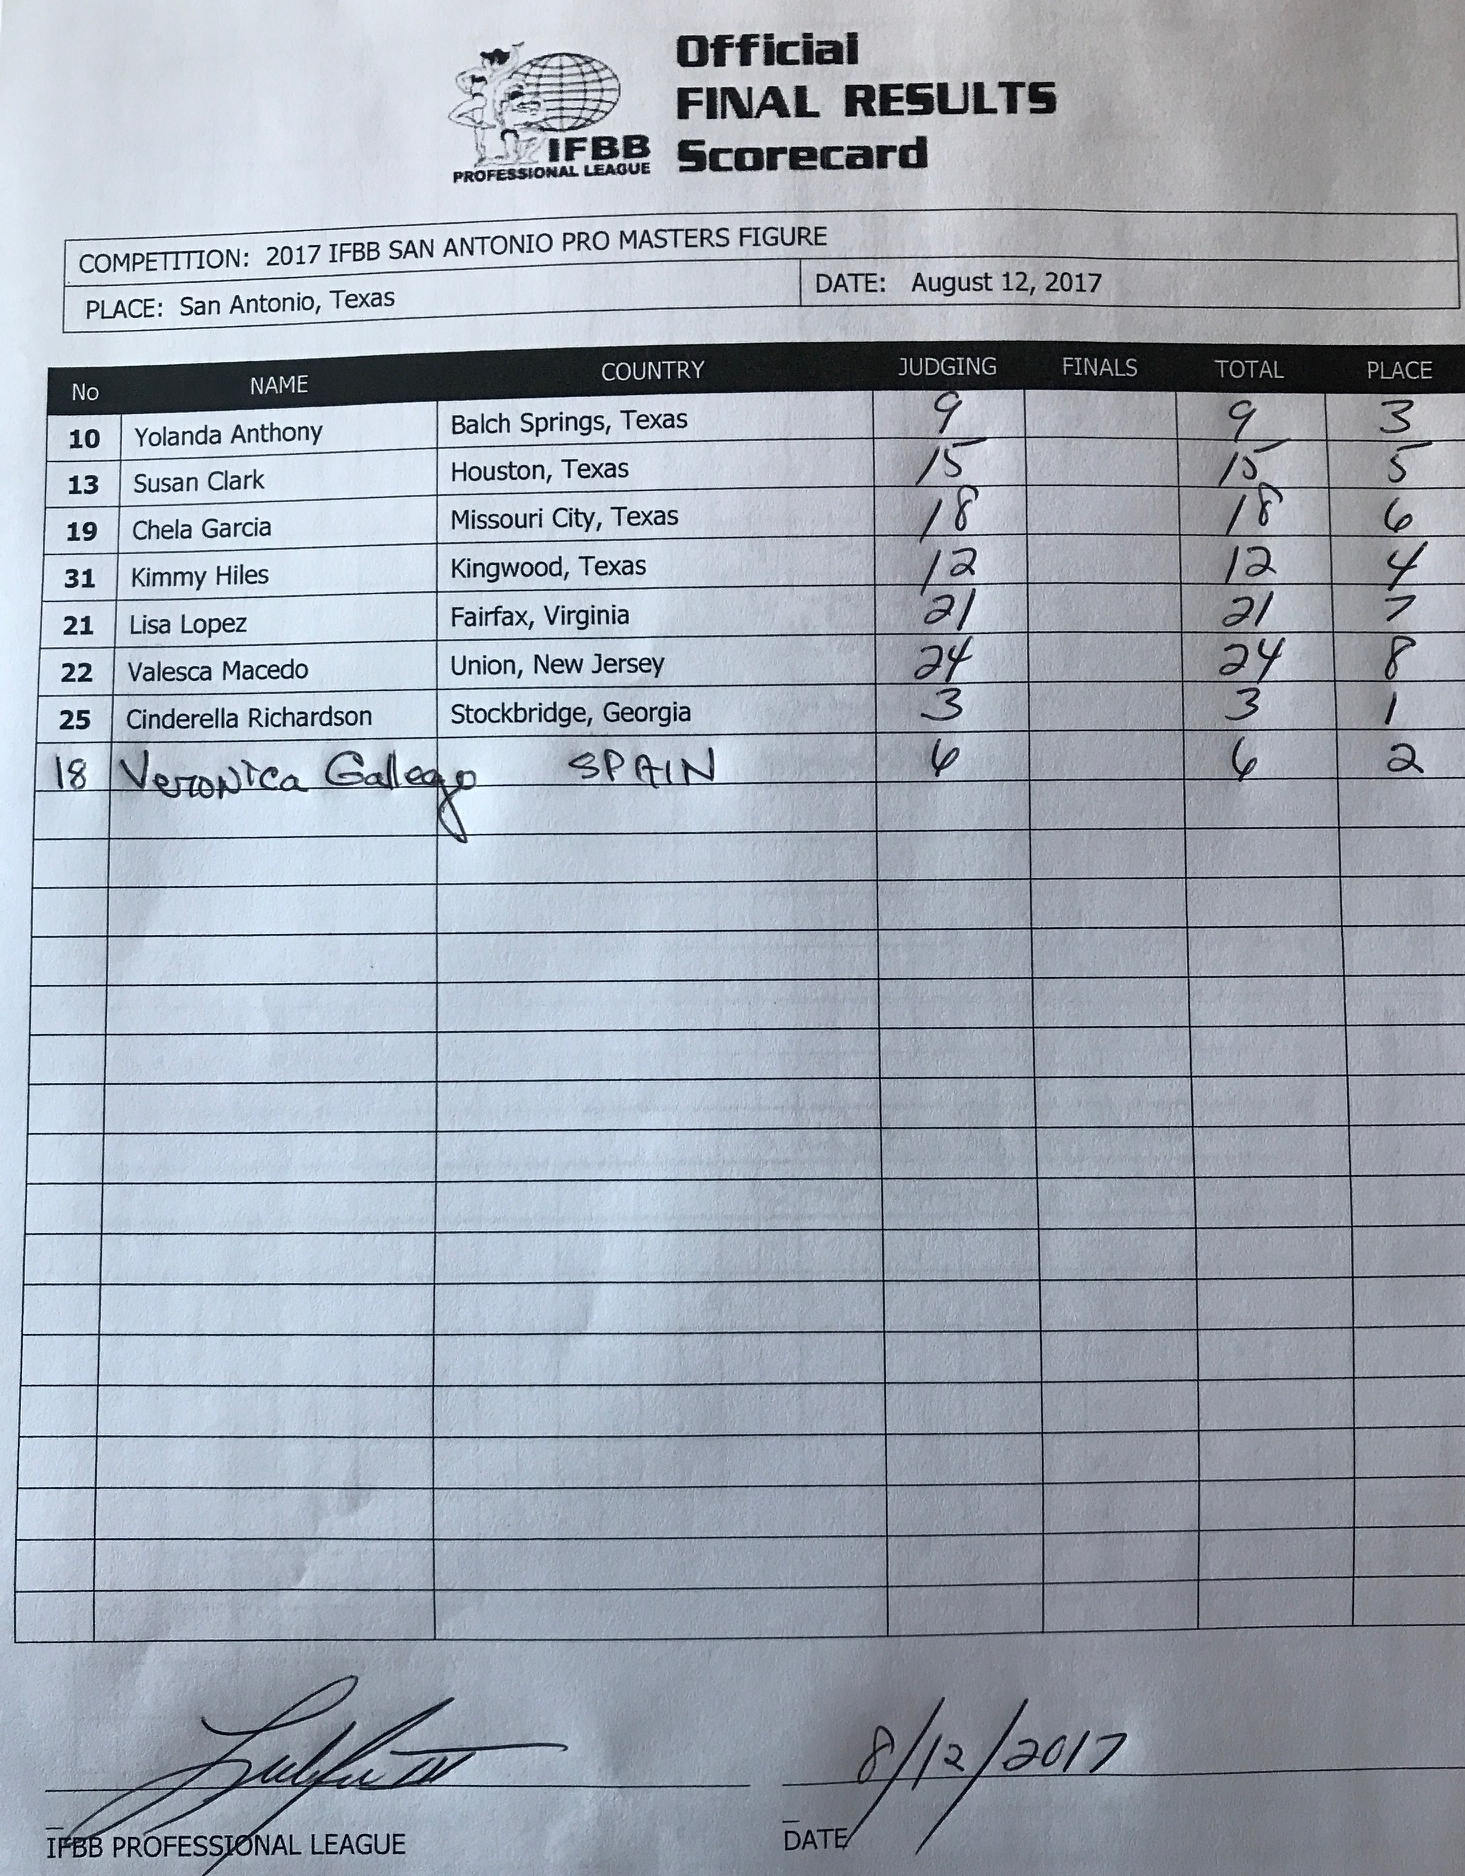 Official
FINAL RESULTS
Scorecard
IFBB
PROFESSIONAL LEAGUE
COMPETITION: 2017 IFBB SAN ANTONIO PRO MASTERS FIGURE
PLACE: San Antonio, Texas DATE: August 12, 2017
No NAME COUNTRY JUDGING FINALS TOTAL PLACE
10 Yolanda Anthony Balch Springs, Texas 9 9 3
13 Susan Clark Houston, Texas 15 15 5
19 Chela Garcia Missouri City, Texas 18 18 6
31 Kimmy Hiles Kingwood, Texas 12 12 4
21 Lisa Lopez Fairfax, Virginia 21 21 7
22 Valesca Macedo Union, New Jersey 24 24 8
25 Cinderella Richardson Stockbridge, Georgia 3 3 1
18 Veronica Gallego SPAIN 6 6 2
8/12/2017
IFBB PROFESSIONAL LEAGUE DATE